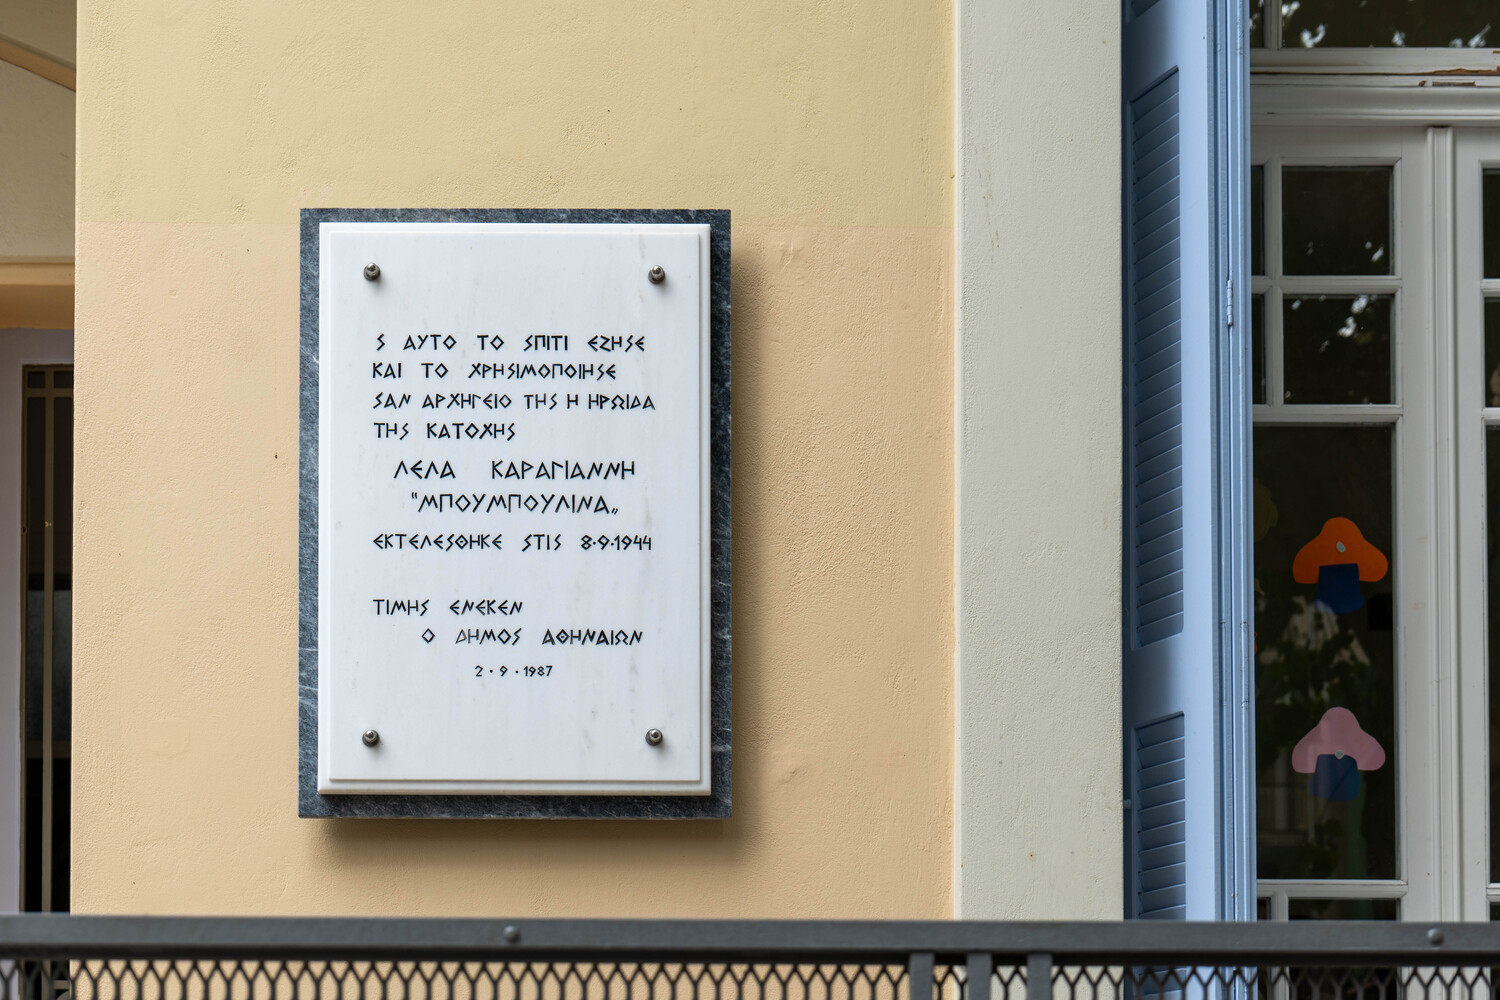 Σ ΑΥΤΟ ΤΟ ΣΠΙΤΙ ΕΖΗΣΕ
ΚΑΙ ΤΟ ΧΡΗΣΙΜΟΠΟΙΗΣΕ
ΣΑΝ ΑΡΧΗΓΕΙΟ ΤΗΣ Η ΗΡΩΙΔΑ
ΤΗΣ ΚΑΤΟΧΗΣ
ΛΕΛΑ ΚΑΡΑΓΙΑΝΝΗ
"ΜΠΟΥΜΠΟΥΛΙΝΑ„
ΕΚΤΕΛΕΣΘΗΚΕ ΣΤΙΣ 8·9·1944
ΤΙΜΗΣ ΕΝΕΚΕΝ
Ο ΔΗΜΟΣ ΑΘΗΝΑΙΩΝ
2·9·1987